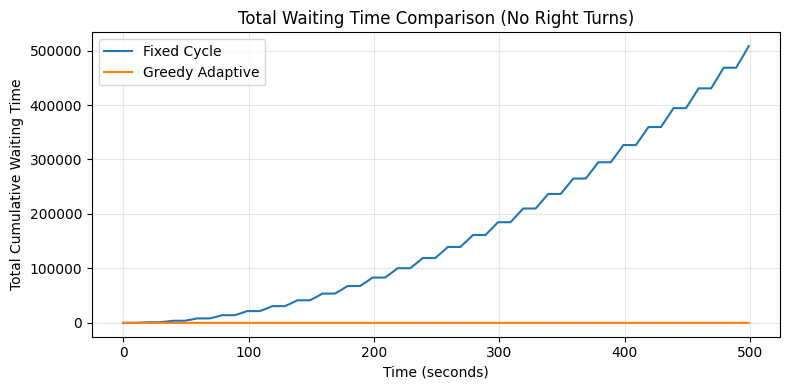 Total Waiting Time Comparison (No Right Turns)
Fixed Cycle
Greedy Adaptive
Total Cumulative Waiting Time
500000
400000
300000
200000
100000
0
0 100 200 300 400 500
Time (seconds)